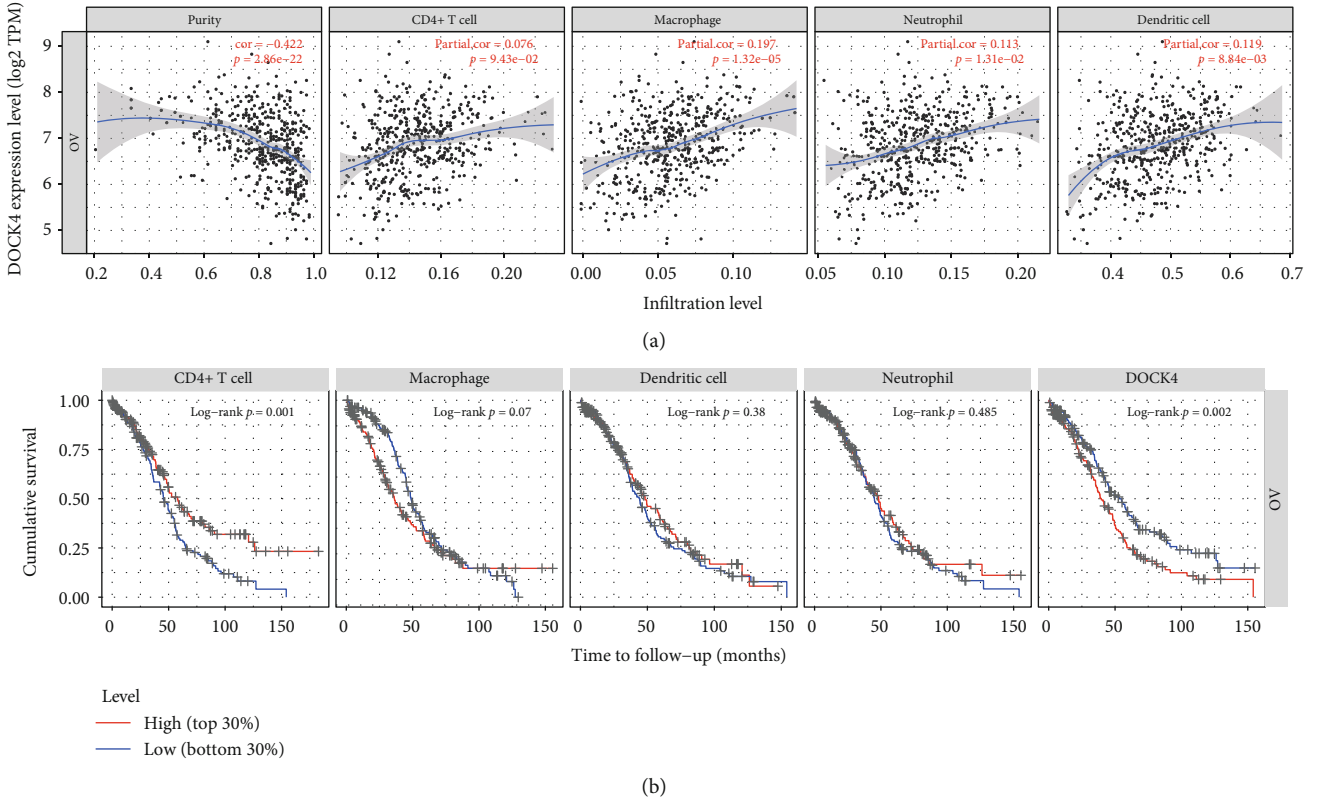 Purity
CD4+ T cell
Macrophage
Neutrophil
Dendritic cell
cor = −0.422
p = 2.86e−22
Partial.cor = 0.076
p = 9.43e−02
Partial.cor = 0.197
p = 1.32e−05
Partial.cor = 0.113
p = 1.31e−02
Partial.cor = 0.119
p = 8.84e−03
DOCK4 expression level (log2 TPM)
OV
9
8
7
6
5
0.2 0.4 0.6 0.8 1.0
0.12 0.16 0.20
0.00 0.05 0.10
0.05 0.10 0.15 0.20
0.4 0.5 0.6 0.7
Infiltration level
(a)
CD4+ T cell
Macrophage
Dendritic cell
Neutrophil
DOCK4
Log−rank p = 0.001
Log−rank p = 0.07
Log−rank p = 0.38
Log−rank p = 0.485
Log−rank p = 0.002
Cumulative survival
1.00
0.75
0.50
0.25
0.00
OV
0 50 100 150
0 50 100 150
0 50 100 150
0 50 100 150
0 50 100 150
Time to follow−up (months)
Level
High (top 30%)
Low (bottom 30%)
(b)